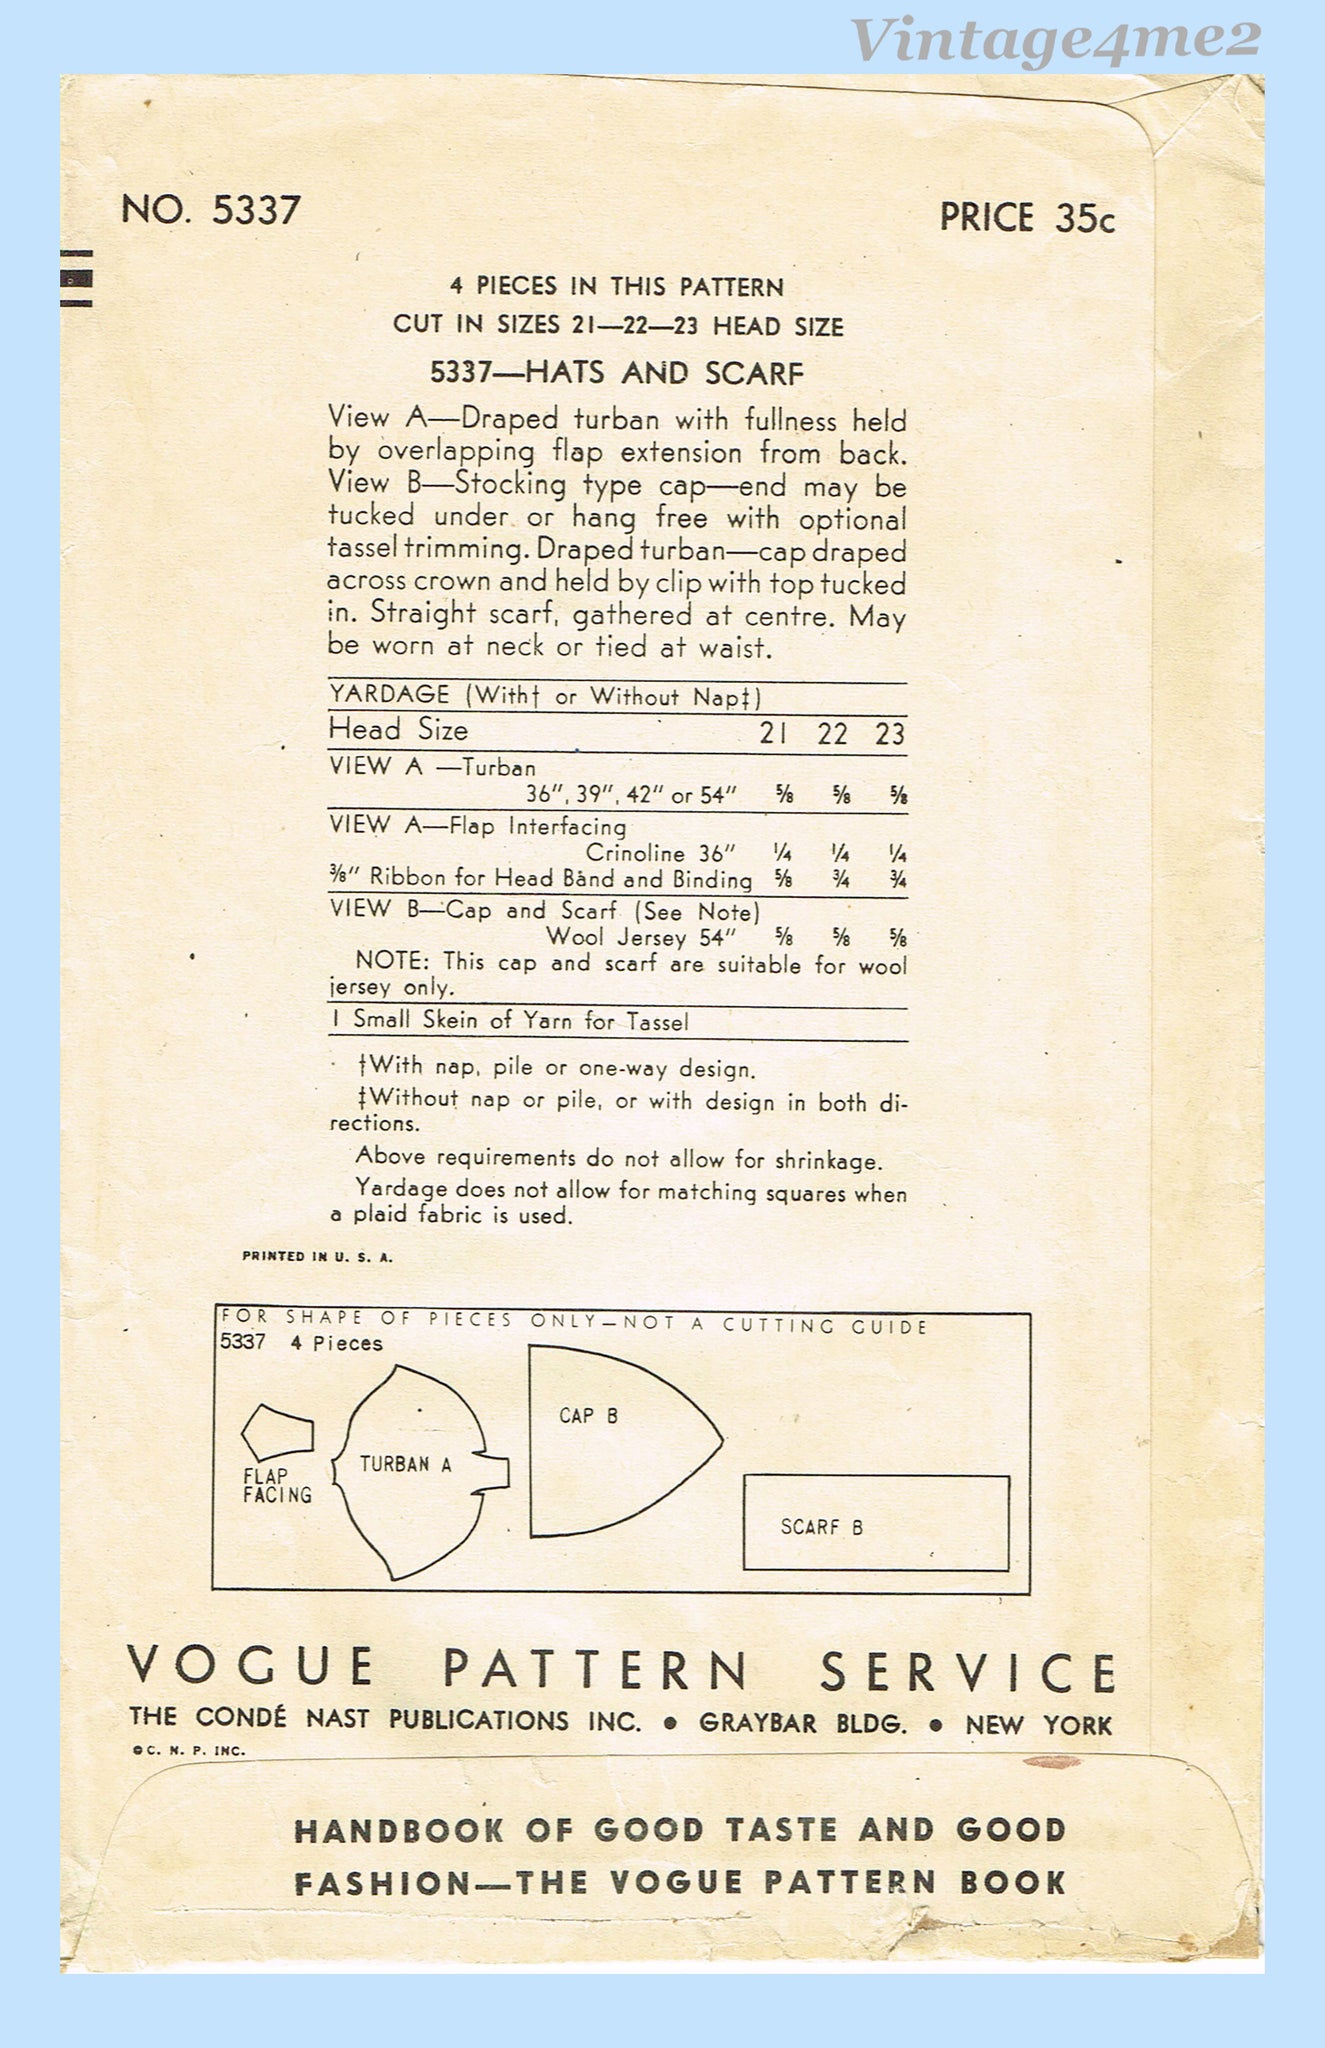 Vintage4me2
NO. 5337
PRICE 35c
4 PIECES IN THIS PATTERN
CUT IN SIZES 21—22—23 HEAD SIZE
5337—HATS AND SCARF
View A—Draped turban with fullness held
by overlapping flap extension from back.
View B—Stocking type cap—end may be
tucked under or hang free with optional
tassel trimming. Draped turban—cap draped
across crown and held by clip with top tucked
in. Straight scarf, gathered at centre. May
be worn at neck or tied at waist.
YARDAGE (With† or Without Nap‡)
Head Size 21 22 23
VIEW A —Turban
36", 39", 42" or 54" ⅝ ⅝ ⅝
VIEW A—Flap Interfacing
Crinoline 36" ¼ ¼ ¼
⅜" Ribbon for Head Band and Binding ⅝ ¾ ¾
VIEW B—Cap and Scarf (See Note)
Wool Jersey 54" ⅝ ⅝ ⅝
NOTE: This cap and scarf are suitable for wool
jersey only.
1 Small Skein of Yarn for Tassel
†With nap, pile or one-way design.
‡Without nap or pile, or with design in both di-
rections.
Above requirements do not allow for shrinkage.
Yardage does not allow for matching squares when
a plaid fabric is used.
PRINTED IN U. S. A.
FOR SHAPE OF PIECES ONLY—NOT A CUTTING GUIDE
5337 4 Pieces
FLAP
FACING
TURBAN A
CAP B
SCARF B
VOGUE PATTERN SERVICE
THE CONDÉ NAST PUBLICATIONS INC. • GRAYBAR BLDG. • NEW YORK
©C. N. P. INC.
HANDBOOK OF GOOD TASTE AND GOOD
FASHION—THE VOGUE PATTERN BOOK